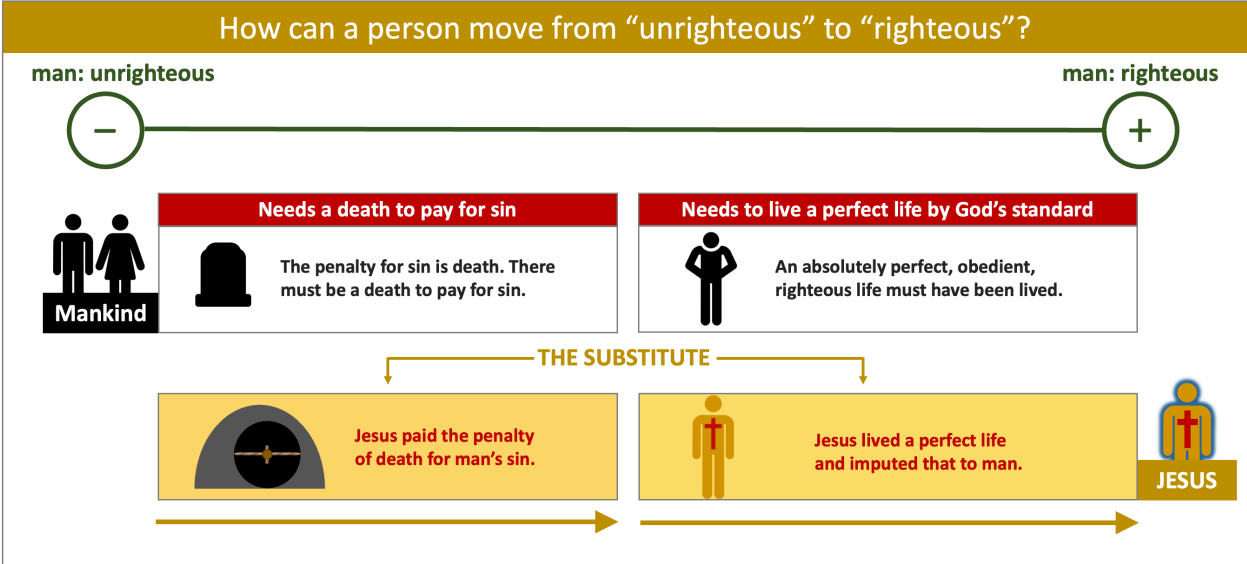 How can a person move from “unrighteous” to “righteous”?
man: unrighteous
man: righteous
−
+
Needs a death to pay for sin
The penalty for sin is death. There
must be a death to pay for sin.
Needs to live a perfect life by God’s standard
An absolutely perfect, obedient,
righteous life must have been lived.
Mankind
THE SUBSTITUTE
Jesus paid the penalty
of death for man’s sin.
Jesus lived a perfect life
and imputed that to man.
JESUS